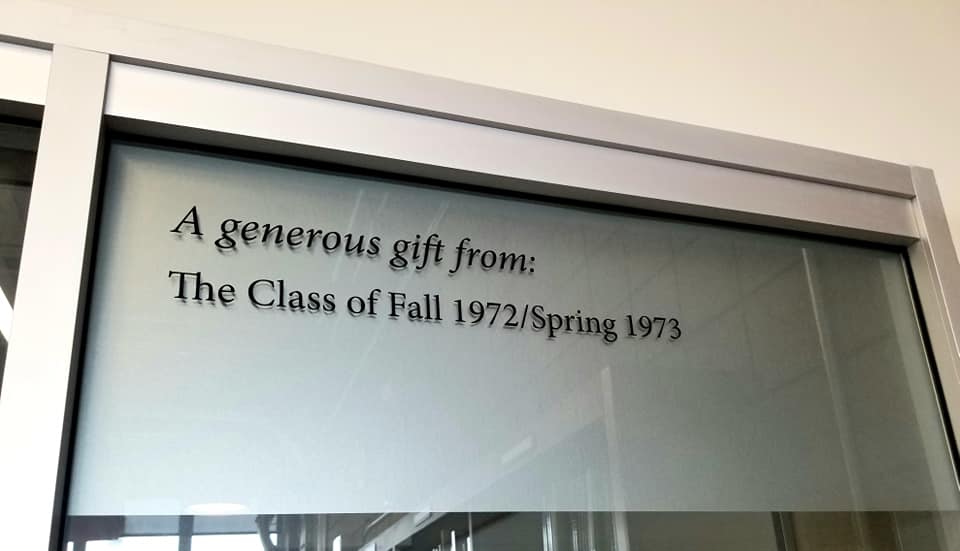 A generous gift from:
The Class of Fall 1972/Spring 1973